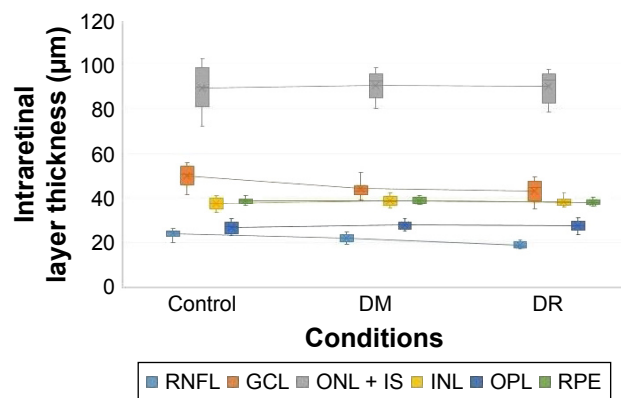 Intraretinal
layer thickness (µm)
120
100
80
60
40
20
0
Control DM DR
Conditions
RNFL GCL ONL + IS INL OPL RPE